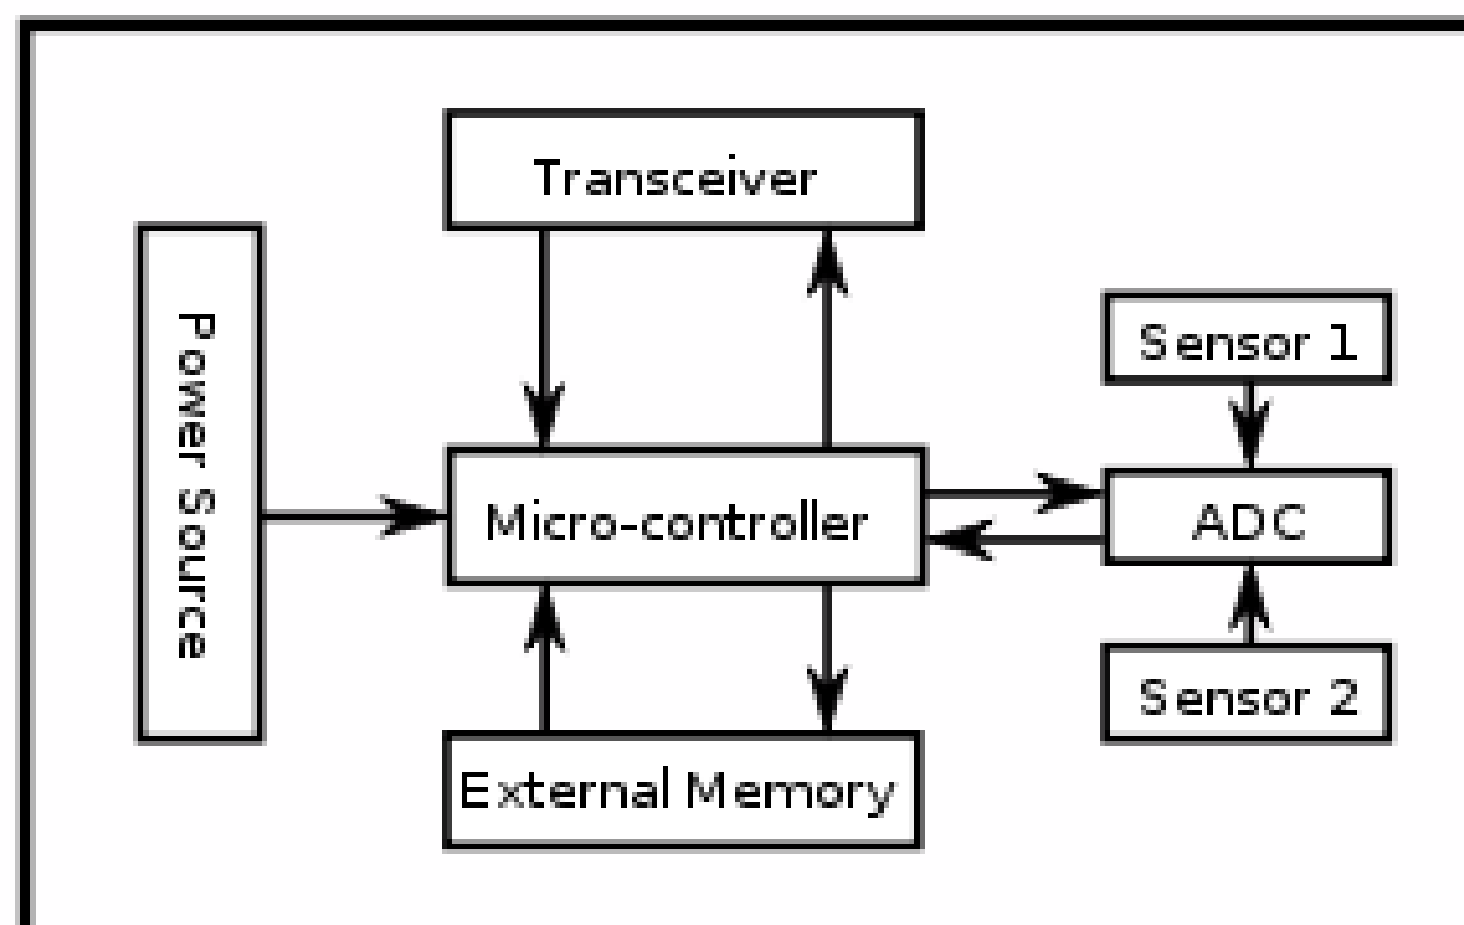 Transceiver
Power Source
Sensor 1
Micro-controller
ADC
Sensor 2
External Memory